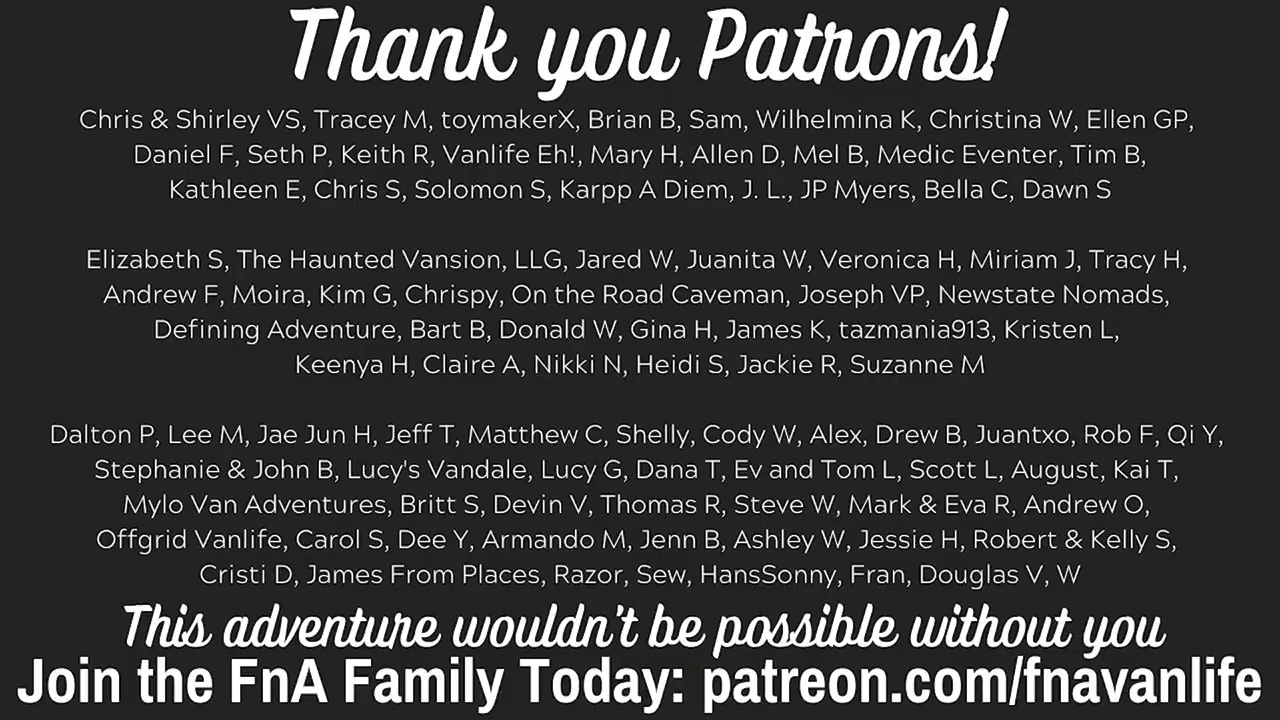 Thank you Patrons!
Chris & Shirley VS, Tracey M, toymakerX, Brian B, Sam, Wilhelmina K, Christina W, Ellen GP,
Daniel F, Seth P, Keith R, Vanlife Eh!, Mary H, Allen D, Mel B, Medic Eventer, Tim B,
Kathleen E, Chris S, Solomon S, Karpp A Diem, J. L., JP Myers, Bella C, Dawn S
Elizabeth S, The Haunted Vansion, LLG, Jared W, Juanita W, Veronica H, Miriam J, Tracy H,
Andrew F, Moira, Kim G, Chrispy, On the Road Caveman, Joseph VP, Newstate Nomads,
Defining Adventure, Bart B, Donald W, Gina H, James K, tazmania913, Kristen L,
Keenya H, Claire A, Nikki N, Heidi S, Jackie R, Suzanne M
Dalton P, Lee M, Jae Jun H, Jeff T, Matthew C, Shelly, Cody W, Alex, Drew B, Juantxo, Rob F, Qi Y,
Stephanie & John B, Lucy's Vandale, Lucy G, Dana T, Ev and Tom L, Scott L, August, Kai T,
Mylo Van Adventures, Britt S, Devin V, Thomas R, Steve W, Mark & Eva R, Andrew O,
Offgrid Vanlife, Carol S, Dee Y, Armando M, Jenn B, Ashley W, Jessie H, Robert & Kelly S,
Cristi D, James From Places, Razor, Sew, HansSonny, Fran, Douglas V, W
This adventure wouldn't be possible without you
Join the FnA Family Today: patreon.com/fnavanlife